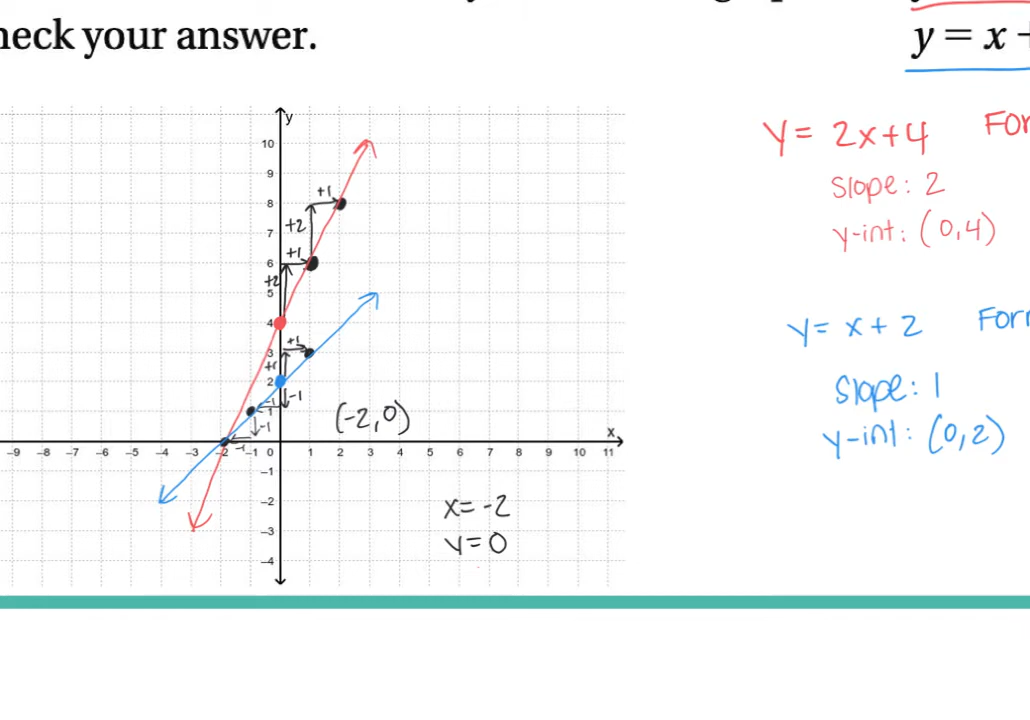 heck your answer.
y = x +
y = 2x+4 For
slope: 2
y-int: (0,4)
y = x + 2 For
slope: 1
y-int: (0,2)
y
10
9
8
7
6
5
4
3
2
1
+1
+2
+1
+2
+1
+1
-1
-1
-1
-1
(-2,0)
x
-9 -8 -7 -6 -5 -4 -3 -2 -1 0 1 2 3 4 5 6 7 8 9 10 11
-1
-2
-3
-4
x = -2
y = 0